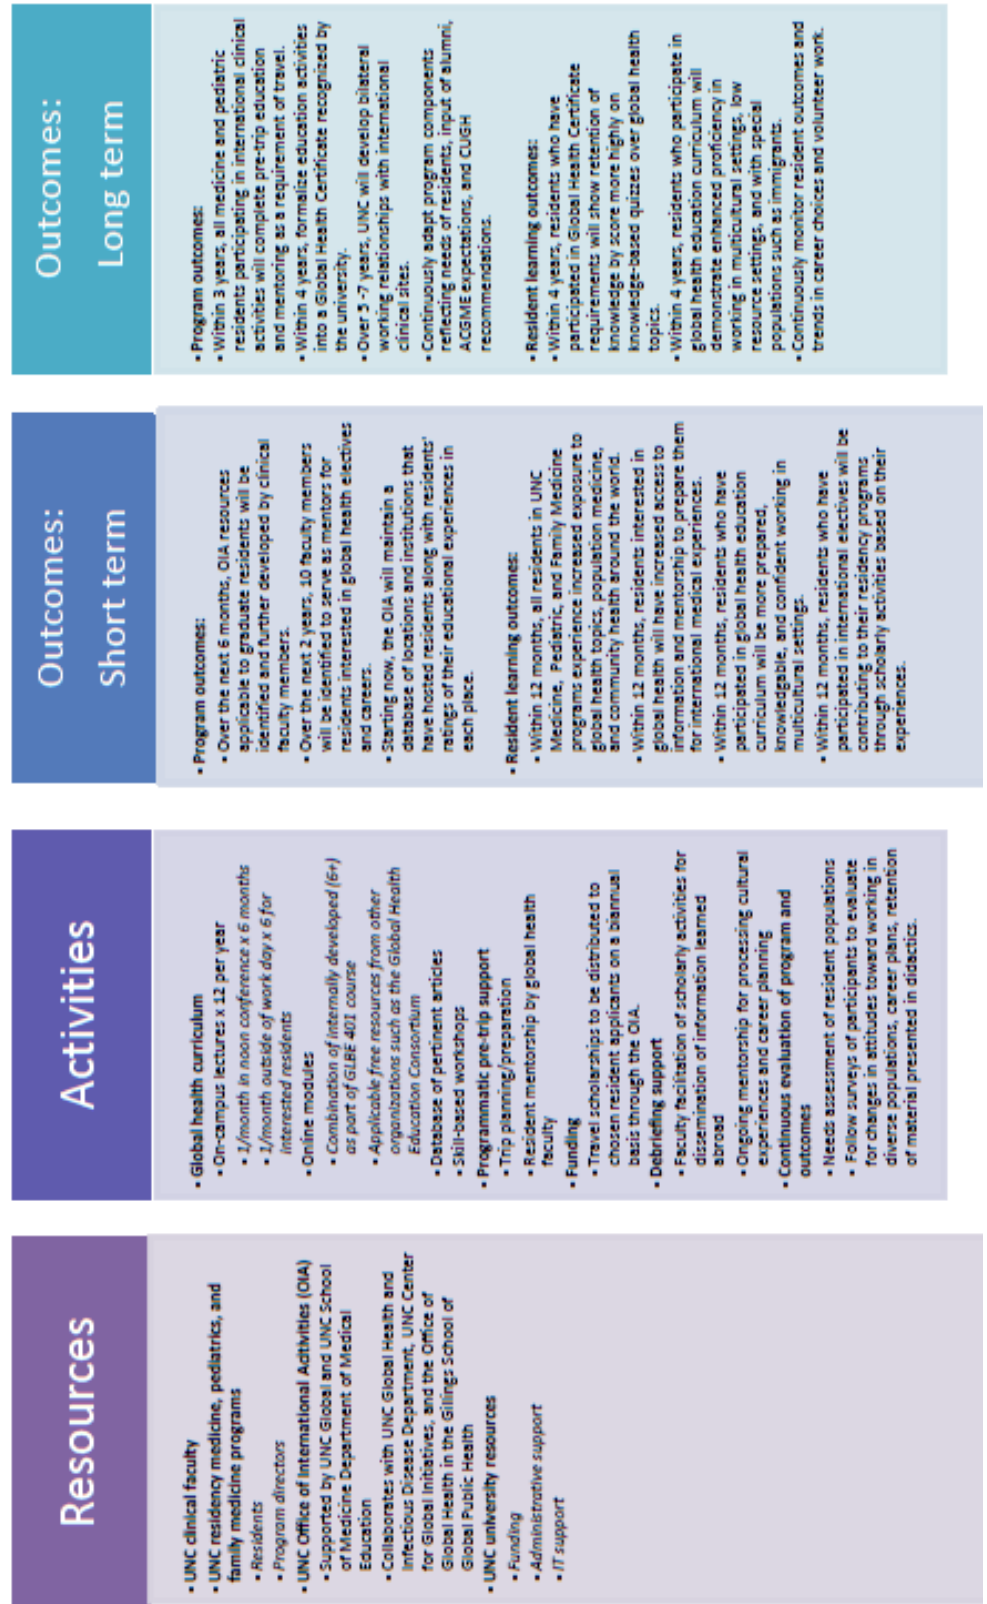 Resources
• UNC clinical faculty
• UNC residency medicine, pediatrics, and
family medicine programs
• Residents
• Program directors
• UNC Office of International Adtivities (OIA)
• Supported by UNC Global and UNC School
of Medicine Department of Medical
Education
• Collaborates with UNC Global Health and
Infectious Disease Department, UNC Center
for Global Initiatives, and the Office of
Global Health in the Gillings School of
Global Public Health
• UNC university resources
• Funding
• Administrative support
• IT support
Activities
• Global health curriculum
• On-campus lectures x 12 per year
• 1/month in noon conference x 6 months
• 1/month outside of work day x 6 for
interested residents
• Online modules
• Combination of internally developed (6+)
as part of GLBE 401 course
• Applicable free resources from other
organizations such as the Global Health
Education Consortium
• Database of pertinent articles
• Skill-based workshops
• Programmatic pre-trip support
• Trip planning/preparation
• Resident mentorship by global health
faculty
• Funding
• Travel scholarships to be distributed to
chosen resident applicants on a biannual
basis through the OIA.
• Debriefing support
• Faculty facilitation of scholarly activities for
dissemination of information learned
abroad
• Ongoing mentorship for processing cultural
experiences and career planning
• Continuous evaluation of program and
outcomes
• Needs assessment of resident populations
• Follow surveys of participants to evaluate
for changes in attitudes toward working in
diverse populations, career plans, retention
of material presented in didactics.
Outcomes:
Short term
• Program outcomes:
• Over the next 6 months, OIA resources
applicable to graduate residents will be
identified and further developed by clinical
faculty members.
• Over the next 2 years, 10 faculty members
will be identified to serve as mentors for
residents interested in global health electives
and careers.
• Starting now, the OIA will maintain a
database of locations and institutions that
have hosted residents along with residents'
ratings of their educational experiences in
each place.
• Resident learning outcomes:
• Within 12 months, all residents in UNC
Medicine, Pediatric, and Family Medicine
programs experience increased exposure to
global health topics, population medicine,
and community health around the world.
• Within 12 months, residents interested in
global health will have increased access to
information and mentorship to prepare them
for international medical experiences.
• Within 12 months, residents who have
participated in global health education
curriculum will be more prepared,
knowledgable, and confident working in
multicultural settings.
• Within 12 months, residents who have
participated in international electives will be
contributing to their residency programs
through scholarly activities based on their
experiences.
Outcomes:
Long term
• Program outcomes:
• Within 3 years, all medicine and pediatric
residents participating in international clinical
activities will complete pre-trip education
and mentoring as a requirement of travel.
• Within 4 years, formalize education activities
into a Global Health Certificate recognized by
the university.
• Over 5 -7 years, UNC will develop bilateral
working relationships with international
clinical sites.
• Continuously adapt program components
reflecting needs of residents, input of alumni,
ACGME expectations, and CUGH
recommendations.
• Resident learning outcomes:
• Within 4 years, residents who have
participated in Global Health Certificate
requirements will show retention of
knowledge by score more highly on
knowledge-based quizzes over global health
topics.
• Within 4 years, residents who participate in
global health education curriculum will
demonstrate enhanced proficiency in
working in multicultural settings, low
resource settings, and with special
populations such as immigrants.
• Continuously monitor resident outcomes and
trends in career choices and volunteer work.